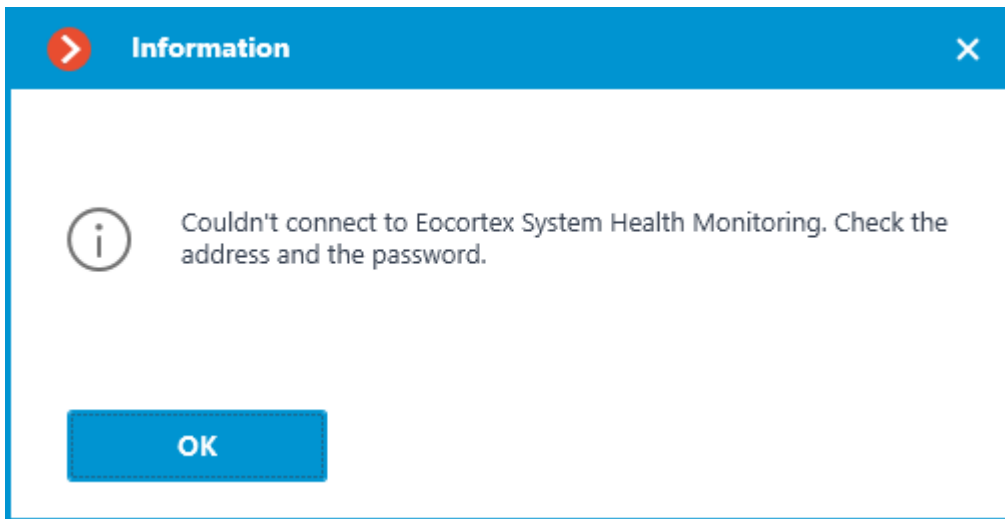 Information
Couldn't connect to Eocortex System Health Monitoring. Check the
address and the password.
OK